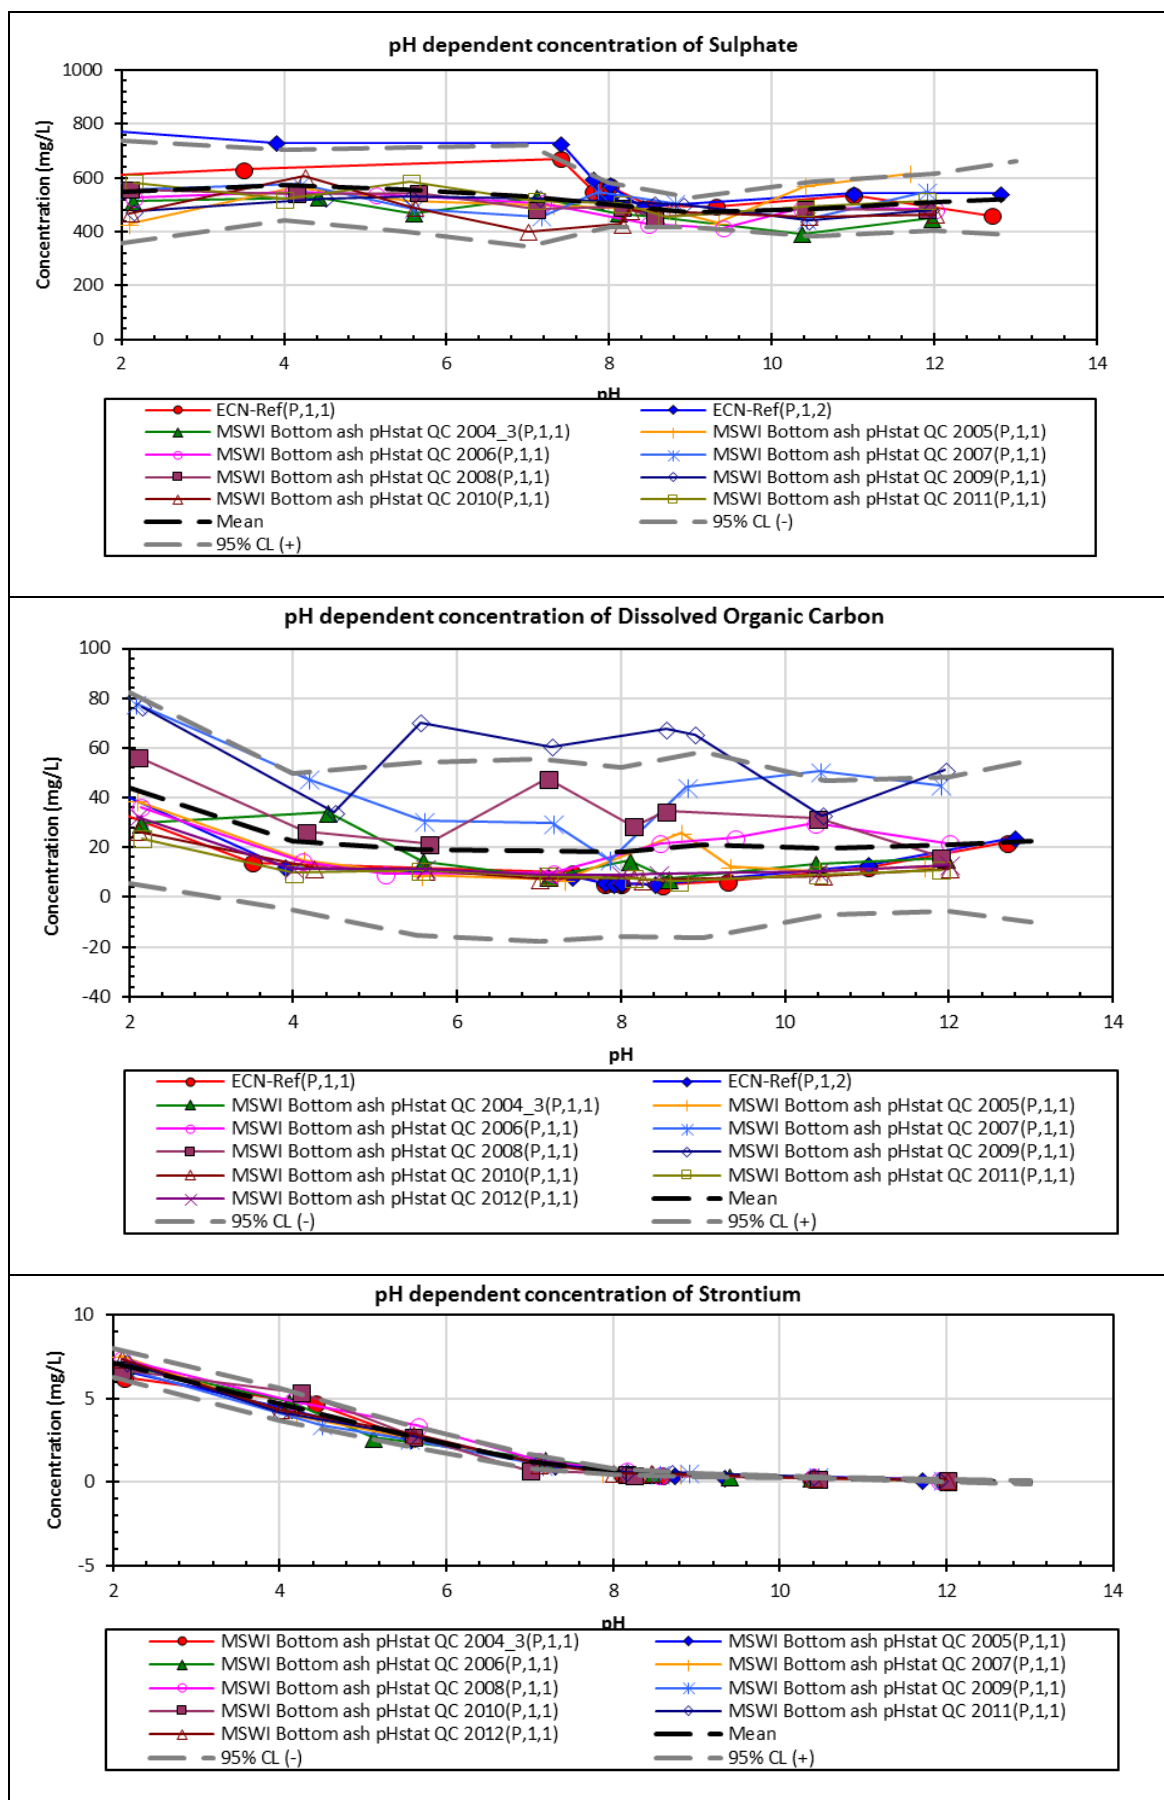 pH dependent concentration of Sulphate
1000
800
600
400
200
0
Concentration (mg/L)
2 4 6 8 10 12 14
pH
ECN-Ref(P,1,1) ECN-Ref(P,1,2)
MSWI Bottom ash pHstat QC 2004_3(P,1,1) MSWI Bottom ash pHstat QC 2005(P,1,1)
MSWI Bottom ash pHstat QC 2006(P,1,1) MSWI Bottom ash pHstat QC 2007(P,1,1)
MSWI Bottom ash pHstat QC 2008(P,1,1) MSWI Bottom ash pHstat QC 2009(P,1,1)
MSWI Bottom ash pHstat QC 2010(P,1,1) MSWI Bottom ash pHstat QC 2011(P,1,1)
Mean 95% CL (-)
95% CL (+)
pH dependent concentration of Dissolved Organic Carbon
100
80
60
40
20
0
-20
-40
Concentration (mg/L)
2 4 6 8 10 12 14
pH
ECN-Ref(P,1,1) ECN-Ref(P,1,2)
MSWI Bottom ash pHstat QC 2004_3(P,1,1) MSWI Bottom ash pHstat QC 2005(P,1,1)
MSWI Bottom ash pHstat QC 2006(P,1,1) MSWI Bottom ash pHstat QC 2007(P,1,1)
MSWI Bottom ash pHstat QC 2008(P,1,1) MSWI Bottom ash pHstat QC 2009(P,1,1)
MSWI Bottom ash pHstat QC 2010(P,1,1) MSWI Bottom ash pHstat QC 2011(P,1,1)
MSWI Bottom ash pHstat QC 2012(P,1,1) Mean
95% CL (-) 95% CL (+)
pH dependent concentration of Strontium
10
5
0
-5
Concentration (mg/L)
2 4 6 8 10 12 14
pH
MSWI Bottom ash pHstat QC 2004_3(P,1,1) MSWI Bottom ash pHstat QC 2005(P,1,1)
MSWI Bottom ash pHstat QC 2006(P,1,1) MSWI Bottom ash pHstat QC 2007(P,1,1)
MSWI Bottom ash pHstat QC 2008(P,1,1) MSWI Bottom ash pHstat QC 2009(P,1,1)
MSWI Bottom ash pHstat QC 2010(P,1,1) MSWI Bottom ash pHstat QC 2011(P,1,1)
MSWI Bottom ash pHstat QC 2012(P,1,1) Mean
95% CL (-) 95% CL (+)